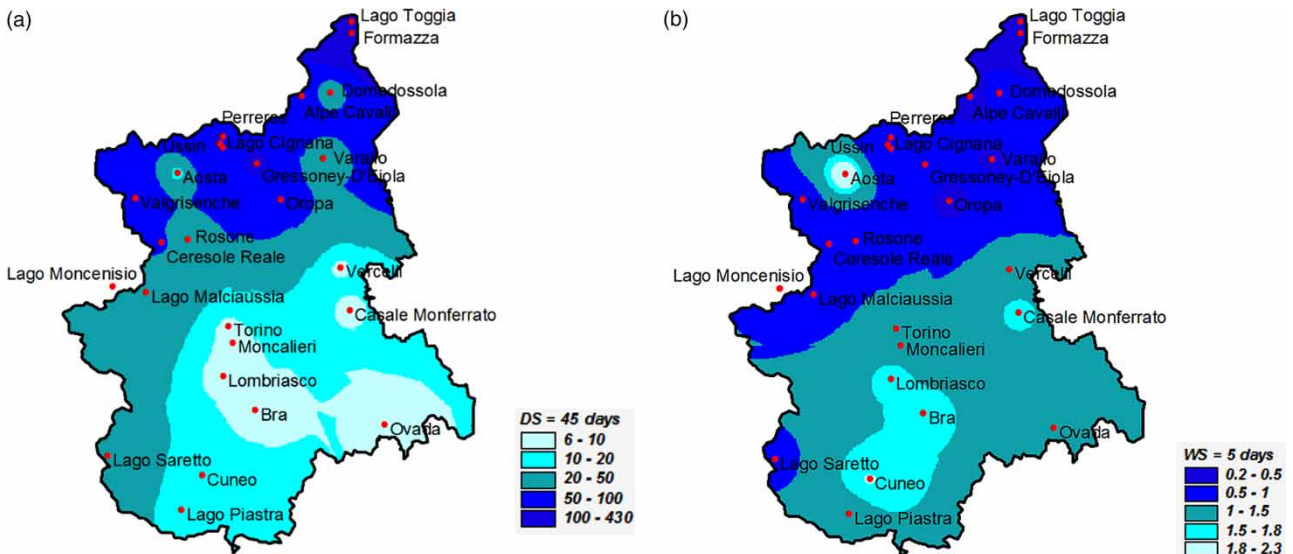 (a)
Lago Toggia
Formazza
Domodossola
Alpe Cavalli
Perreres
Ussin
Lago Cignana
Varallo
Aosta
Gressoney-D'Ejola
Valgrisenche
Oropa
Rosone
Ceresole Reale
Vercelli
Lago Moncenisio
Lago Malciaussia
Casale Monferrato
Torino
Moncalieri
Lombriasco
Bra
Ovada
Lago Saretto
Cuneo
Lago Piastra
DS = 45 days
6 - 10
10 - 20
20 - 50
50 - 100
100 - 430
(b)
Lago Toggia
Formazza
Domodossola
Alpe Cavalli
Perreres
Ussin
Lago Cignana
Varallo
Aosta
Gressoney-D'Ejola
Valgrisenche
Oropa
Rosone
Ceresole Reale
Vercelli
Lago Moncenisio
Lago Malciaussia
Casale Monferrato
Torino
Moncalieri
Lombriasco
Bra
Ovada
Lago Saretto
Cuneo
Lago Piastra
WS = 5 days
0.2 - 0.5
0.5 - 1
1 - 1.5
1.5 - 1.8
1.8 - 2.3